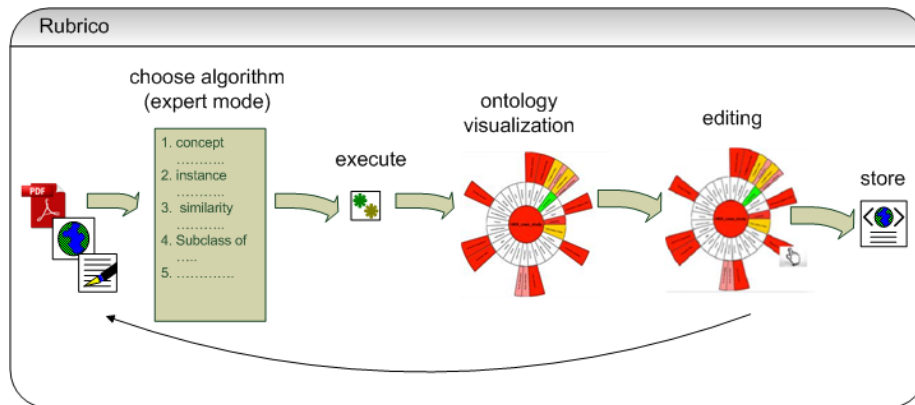 Rubrico
choose algorithm
(expert mode)
1. concept
...........
2. instance
...........
3. similarity
...........
4. Subclass of
.....
5. .............
execute
ontology
visualization
editing
store
PDF